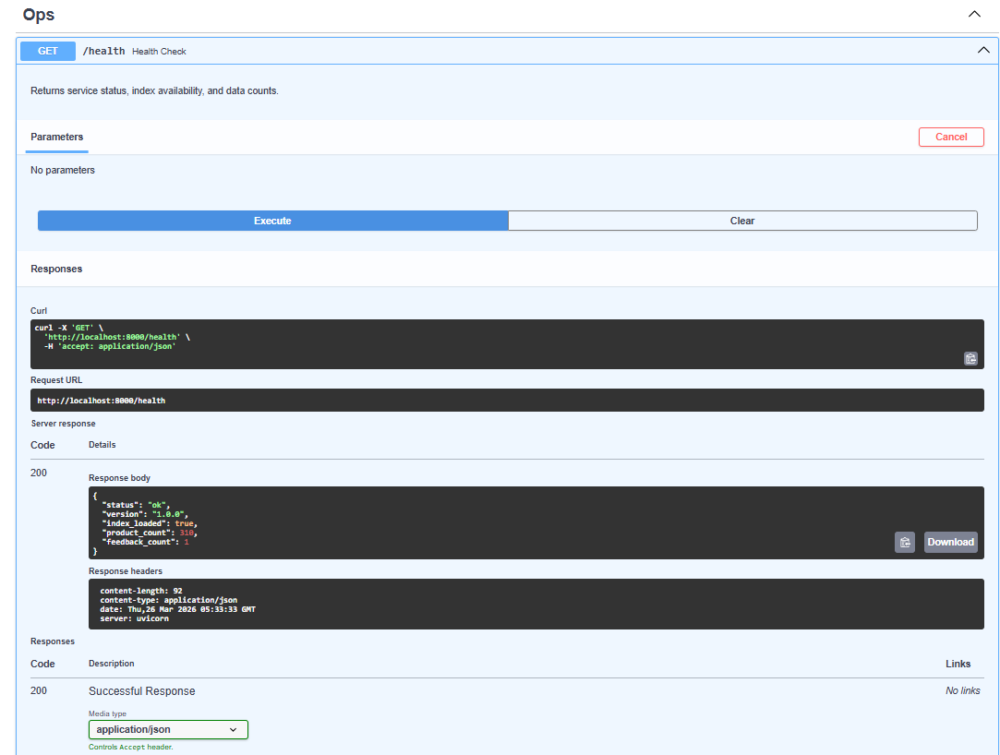 Ops
GET /health Health Check
Returns service status, index availability, and data counts.
Parameters
Cancel
No parameters
Execute
Clear
Responses
Curl
curl -X 'GET' \
  'http://localhost:8000/health' \
  -H 'accept: application/json'
Request URL
http://localhost:8000/health
Server response
Code Details
200
Response body
{
  "status": "ok",
  "version": "1.0.0",
  "index_loaded": true,
  "product_count": 310,
  "feedback_count": 1
}
Download
Response headers
content-length: 92
content-type: application/json
date: Thu,26 Mar 2026 05:33:33 GMT
server: uvicorn
Responses
Code Description Links
200 Successful Response No links
Media type
application/json
Controls Accept header.